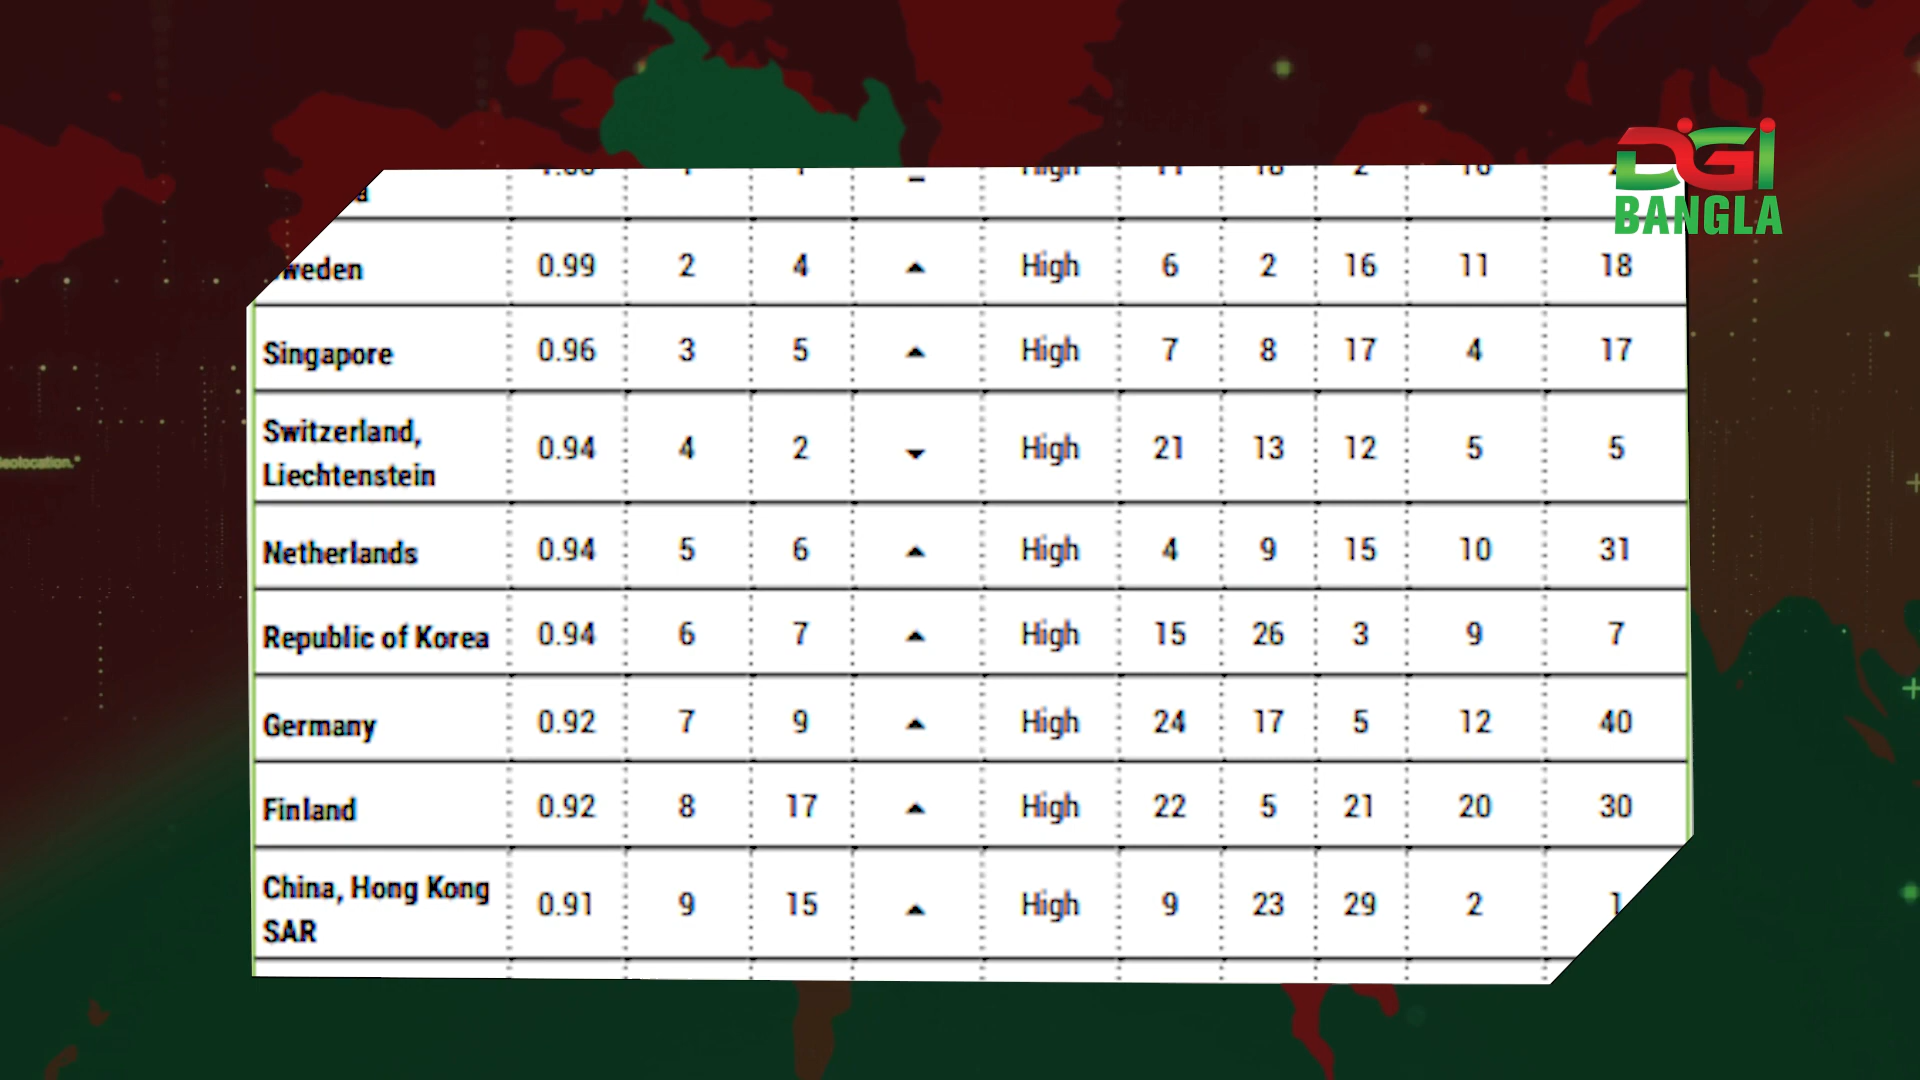 DGI
BANGLA
High
Sweden 0.99 2 4 High 6 2 16 11 18
Singapore 0.96 3 5 High 7 8 17 4 17
Switzerland,
Liechtenstein 0.94 4 2 High 21 13 12 5 5
Netherlands 0.94 5 6 High 4 9 15 10 31
Republic of Korea 0.94 6 7 High 15 26 3 9 7
Germany 0.92 7 9 High 24 17 5 12 40
Finland 0.92 8 17 High 22 5 21 20 30
China, Hong Kong
SAR 0.91 9 15 High 9 23 29 2
eolocation.